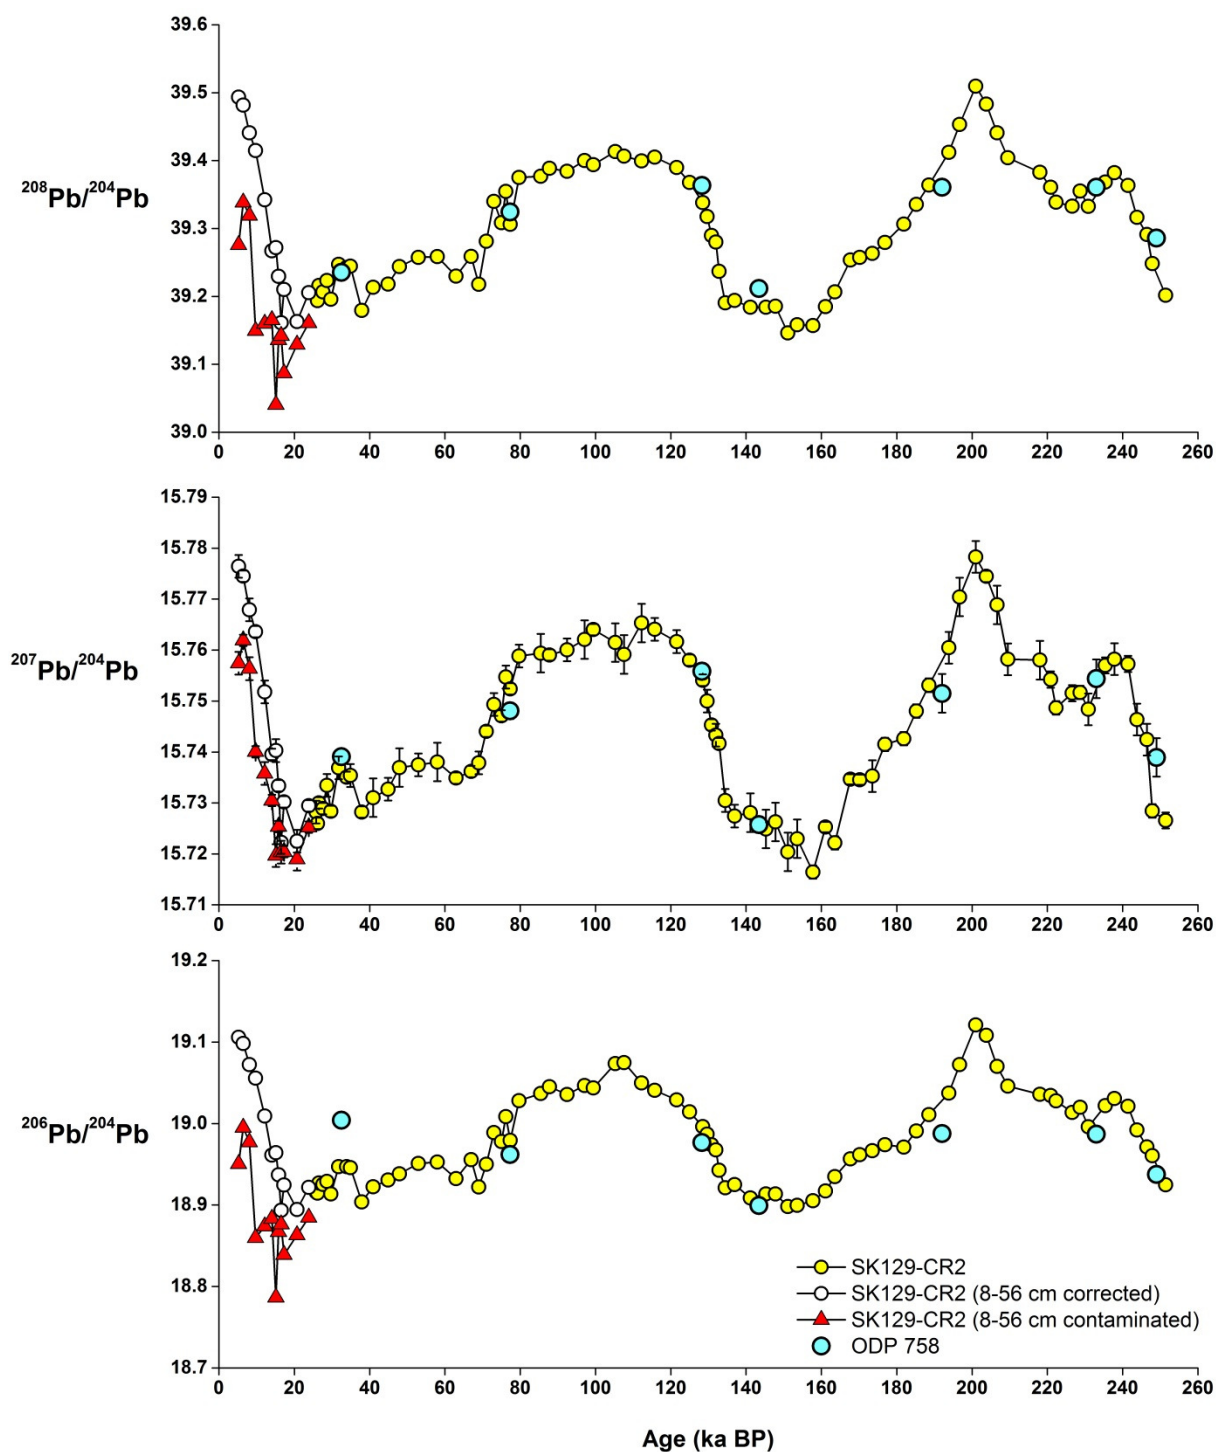 39.6
39.5
39.4
39.3
39.2
39.1
39.0
²⁰⁸Pb/²⁰⁴Pb
0 20 40 60 80 100 120 140 160 180 200 220 240 260
15.79
15.78
15.77
15.76
15.75
15.74
15.73
15.72
15.71
²⁰⁷Pb/²⁰⁴Pb
0 20 40 60 80 100 120 140 160 180 200 220 240 260
19.2
19.1
19.0
18.9
18.8
18.7
²⁰⁶Pb/²⁰⁴Pb
SK129-CR2
SK129-CR2 (8-56 cm corrected)
SK129-CR2 (8-56 cm contaminated)
ODP 758
0 20 40 60 80 100 120 140 160 180 200 220 240 260
Age (ka BP)